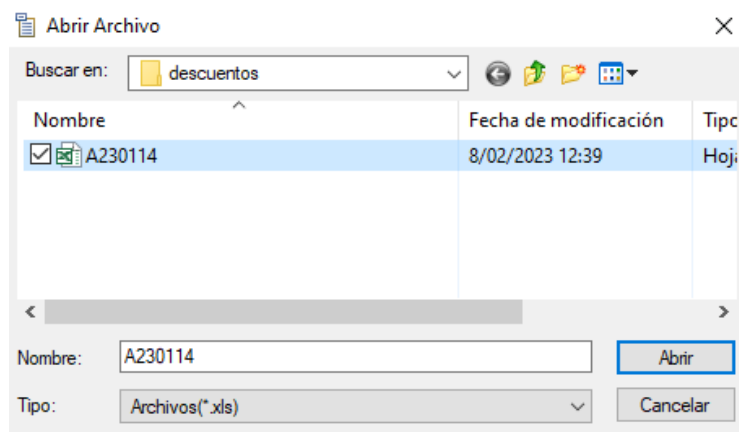 Abrir Archivo
Buscar en: descuentos
Nombre Fecha de modificación Tipo
A230114 8/02/2023 12:39 Hoja
Nombre: A230114 Abrir
Tipo: Archivos(*.xls) Cancelar